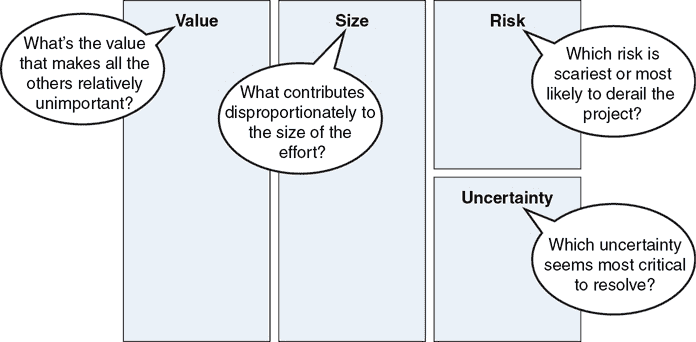 Value
What's the value
that makes all the
others relatively
unimportant?
Size
What contributes
disproportionately to
the size of the
effort?
Risk
Which risk is
scariest or most
likely to derail the
project?
Uncertainty
Which uncertainty
seems most critical
to resolve?